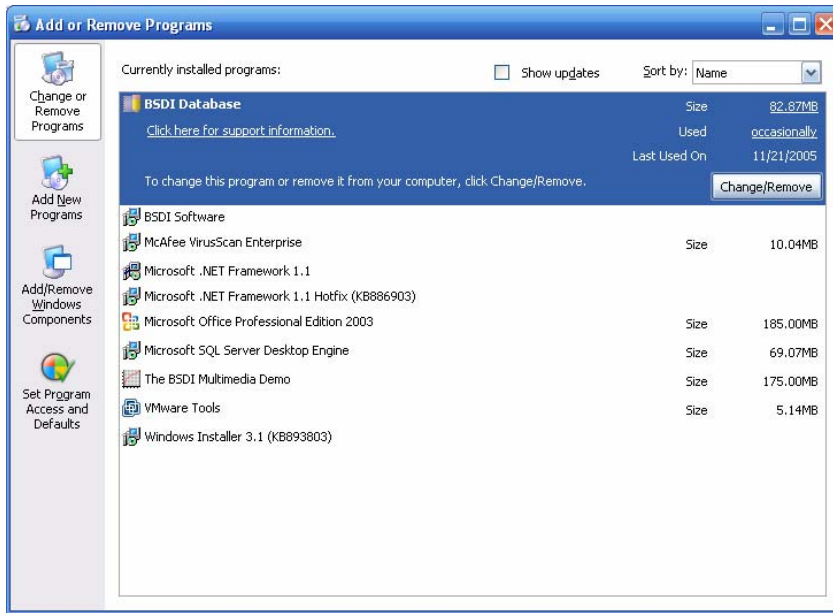 Add or Remove Programs
Change or
Remove
Programs
Add New
Programs
Add/Remove
Windows
Components
Set Program
Access and
Defaults
Currently installed programs:
Show updates
Sort by: Name
BSDI Database
Size 82.87MB
Click here for support information.
Used occasionally
Last Used On 11/21/2005
To change this program or remove it from your computer, click Change/Remove.
Change/Remove
BSDI Software
McAfee VirusScan Enterprise Size 10.04MB
Microsoft .NET Framework 1.1
Microsoft .NET Framework 1.1 Hotfix (KB886903)
Microsoft Office Professional Edition 2003 Size 185.00MB
Microsoft SQL Server Desktop Engine Size 69.07MB
The BSDI Multimedia Demo Size 175.00MB
VMware Tools Size 5.14MB
Windows Installer 3.1 (KB893803)